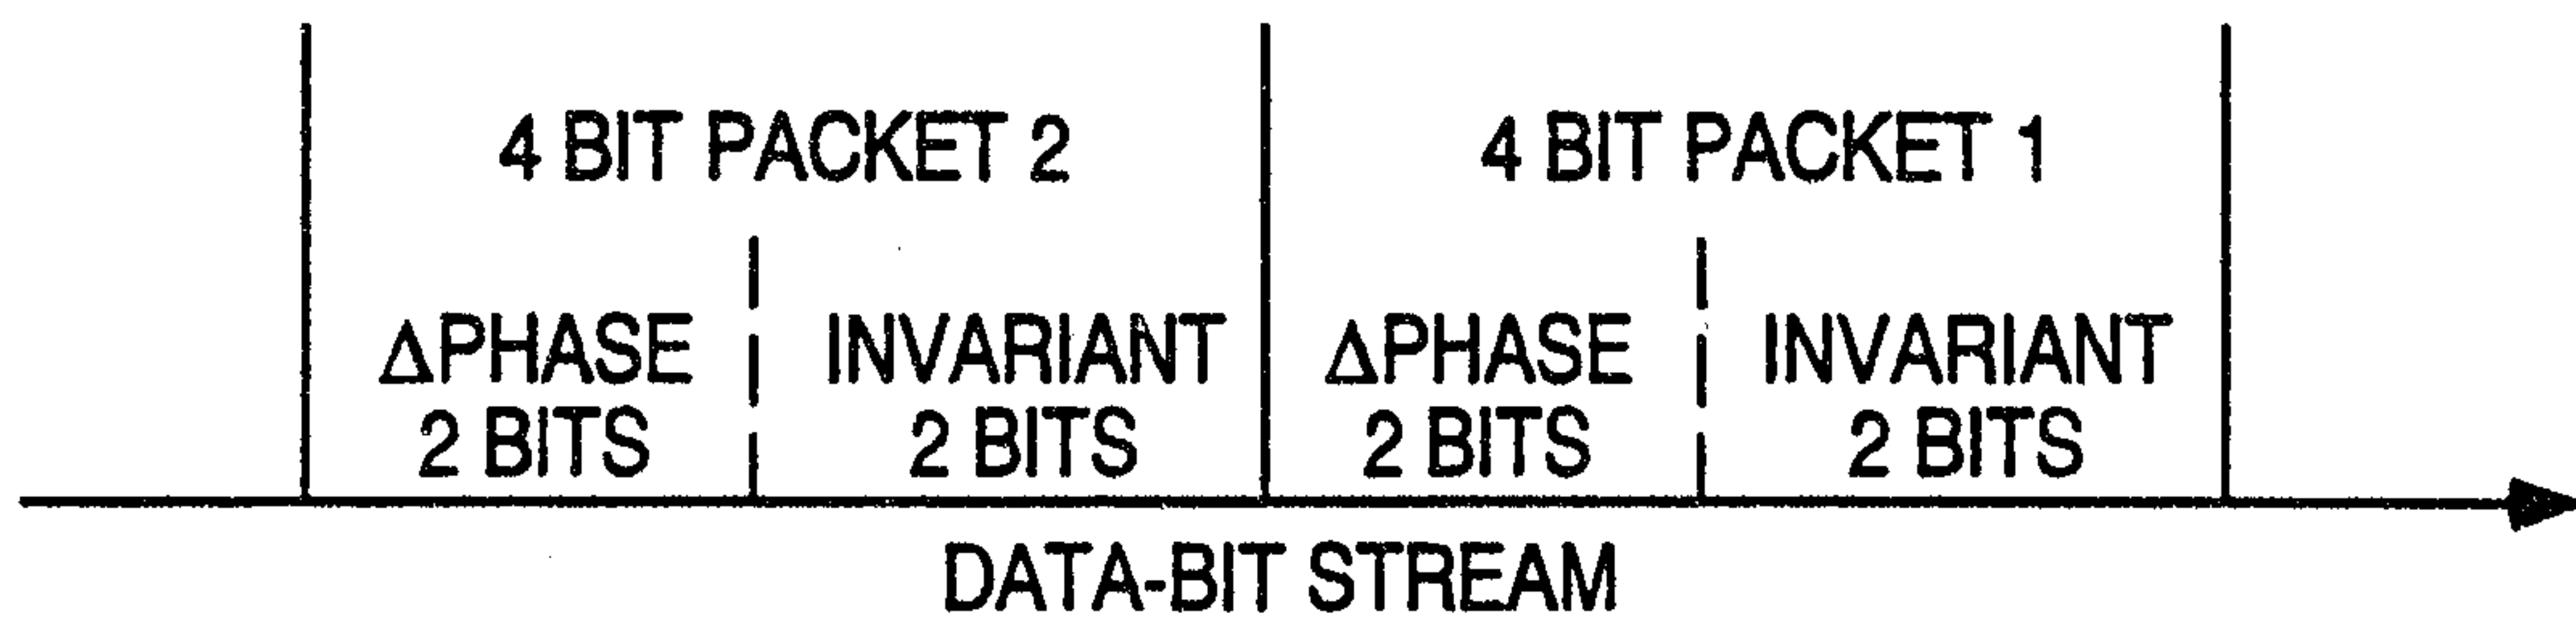 4 BIT PACKET 2
4 BIT PACKET 1
ΔPHASE
2 BITS
INVARIANT
2 BITS
ΔPHASE
2 BITS
INVARIANT
2 BITS
DATA-BIT STREAM